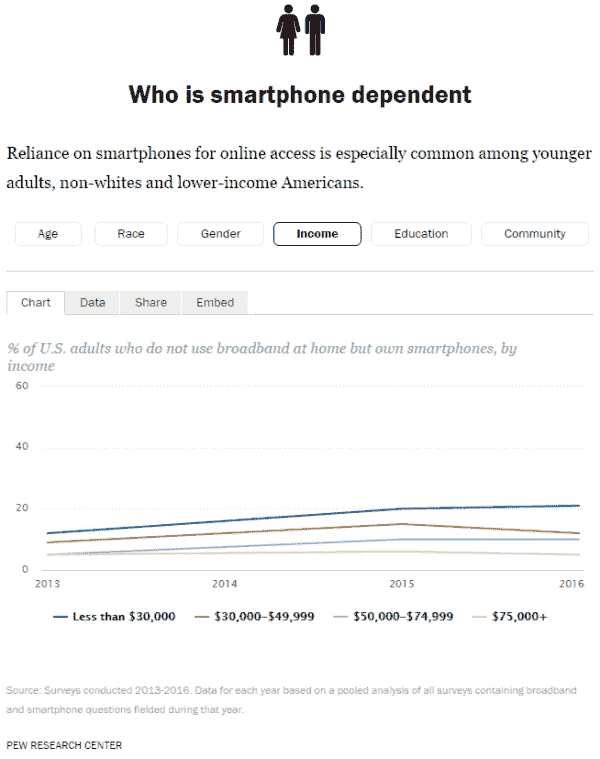 Who is smartphone dependent
Reliance on smartphones for online access is especially common among younger
adults, non-whites and lower-income Americans.
Age Race Gender Income Education Community
Chart Data Share Embed
% of U.S. adults who do not use broadband at home but own smartphones, by
income
60
40
20
0
2013 2014 2015 2016
Less than $30,000 $30,000–$49,999 $50,000–$74,999 $75,000+
Source: Surveys conducted 2013-2016. Data for each year based on a pooled analysis of all surveys containing broadband
and smartphone questions fielded during that year.
PEW RESEARCH CENTER